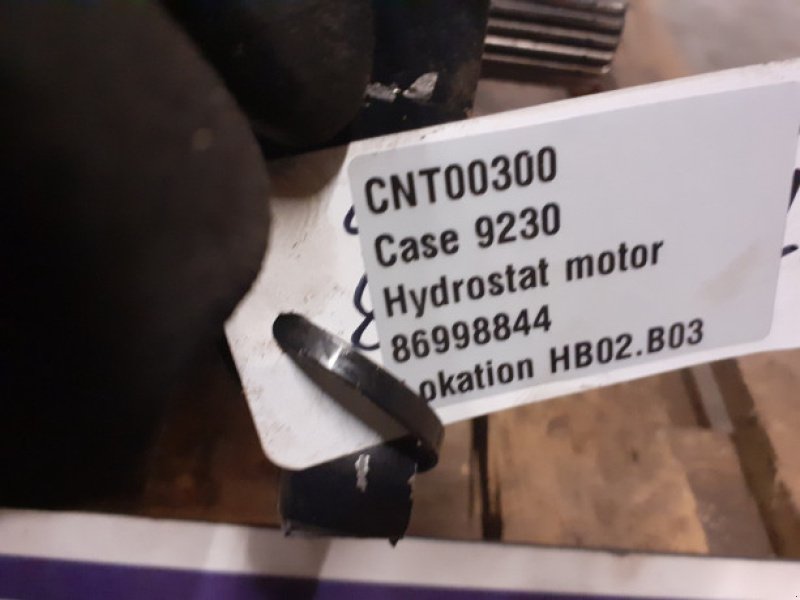 CNT00300
Case 9230
Hydrostat motor
86998844
okation HB02.B03